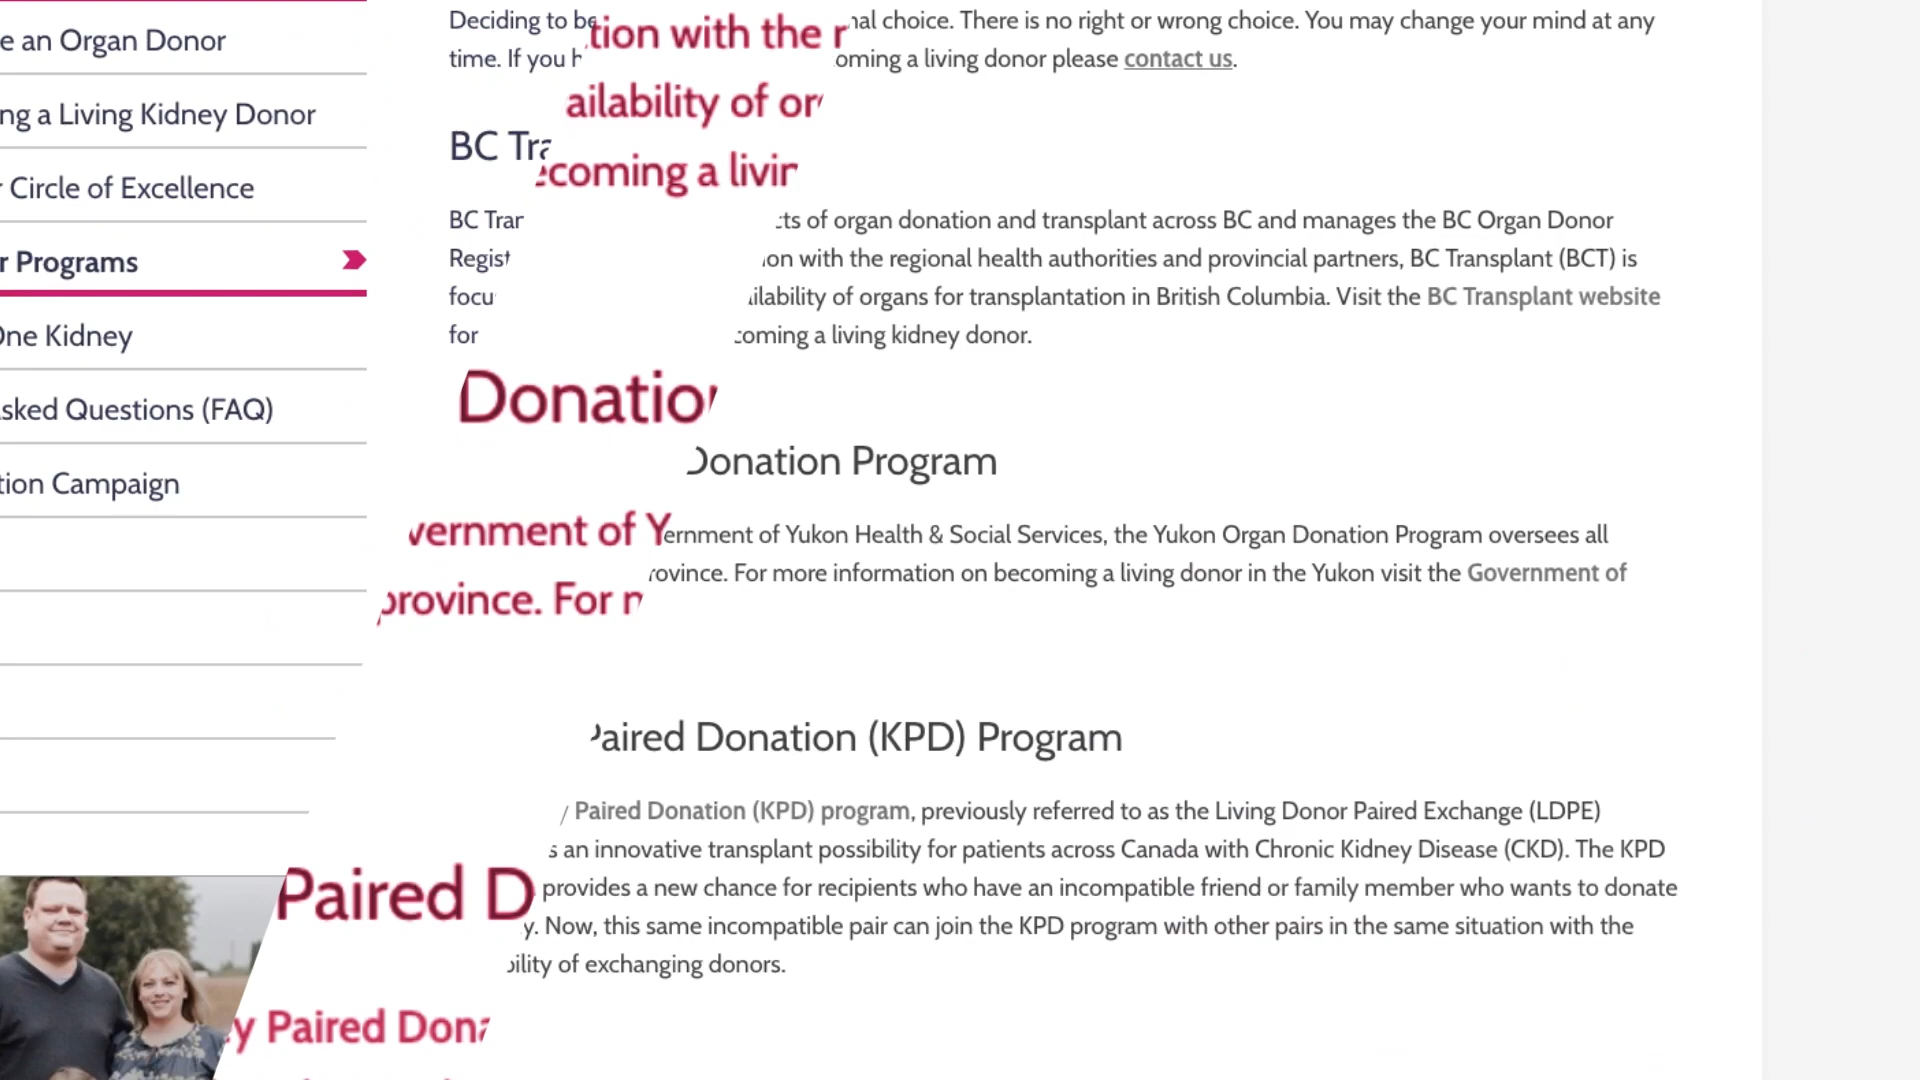 e an Organ Donor
ng a Living Kidney Donor
Circle of Excellence
r Programs
One Kidney
sked Questions (FAQ)
tion Campaign
Deciding to be
tion with the r
nal choice. There is no right or wrong choice. You may change your mind at any
time. If you h
oming a living donor please contact us.
ailability of or
BC Tra
ecoming a livin
BC Tran
cts of organ donation and transplant across BC and manages the BC Organ Donor
Regist
ion with the regional health authorities and provincial partners, BC Transplant (BCT) is
focu
ailability of organs for transplantation in British Columbia. Visit the BC Transplant website
for
coming a living kidney donor.
Donation
Donation Program
vernment of Y
ernment of Yukon Health & Social Services, the Yukon Organ Donation Program oversees all
rovince. For more information on becoming a living donor in the Yukon visit the Government of
province. For m
Paired Donation (KPD) Program
y Paired Donation (KPD) program, previously referred to as the Living Donor Paired Exchange (LDPE)
s an innovative transplant possibility for patients across Canada with Chronic Kidney Disease (CKD). The KPD
Paired D
provides a new chance for recipients who have an incompatible friend or family member who wants to donate
y. Now, this same incompatible pair can join the KPD program with other pairs in the same situation with the
bility of exchanging donors.
ey Paired Dona